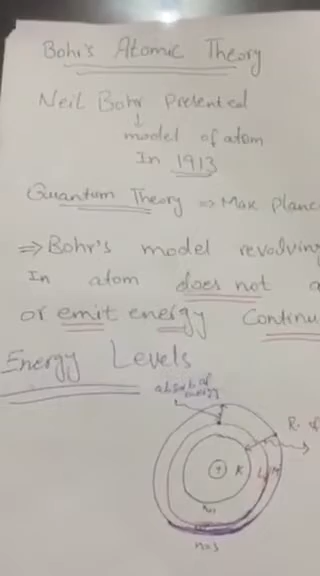 Bohr's Atomic Theory
Neil Bohr presented
model of atom
In 1913
Quantum Theory ⇒ Max Planc
⇒ Bohr's model revolving
In atom does not a
or emit energy Continu
Energy Levels
absorb of
energy
R. of
+ K L M
n=3